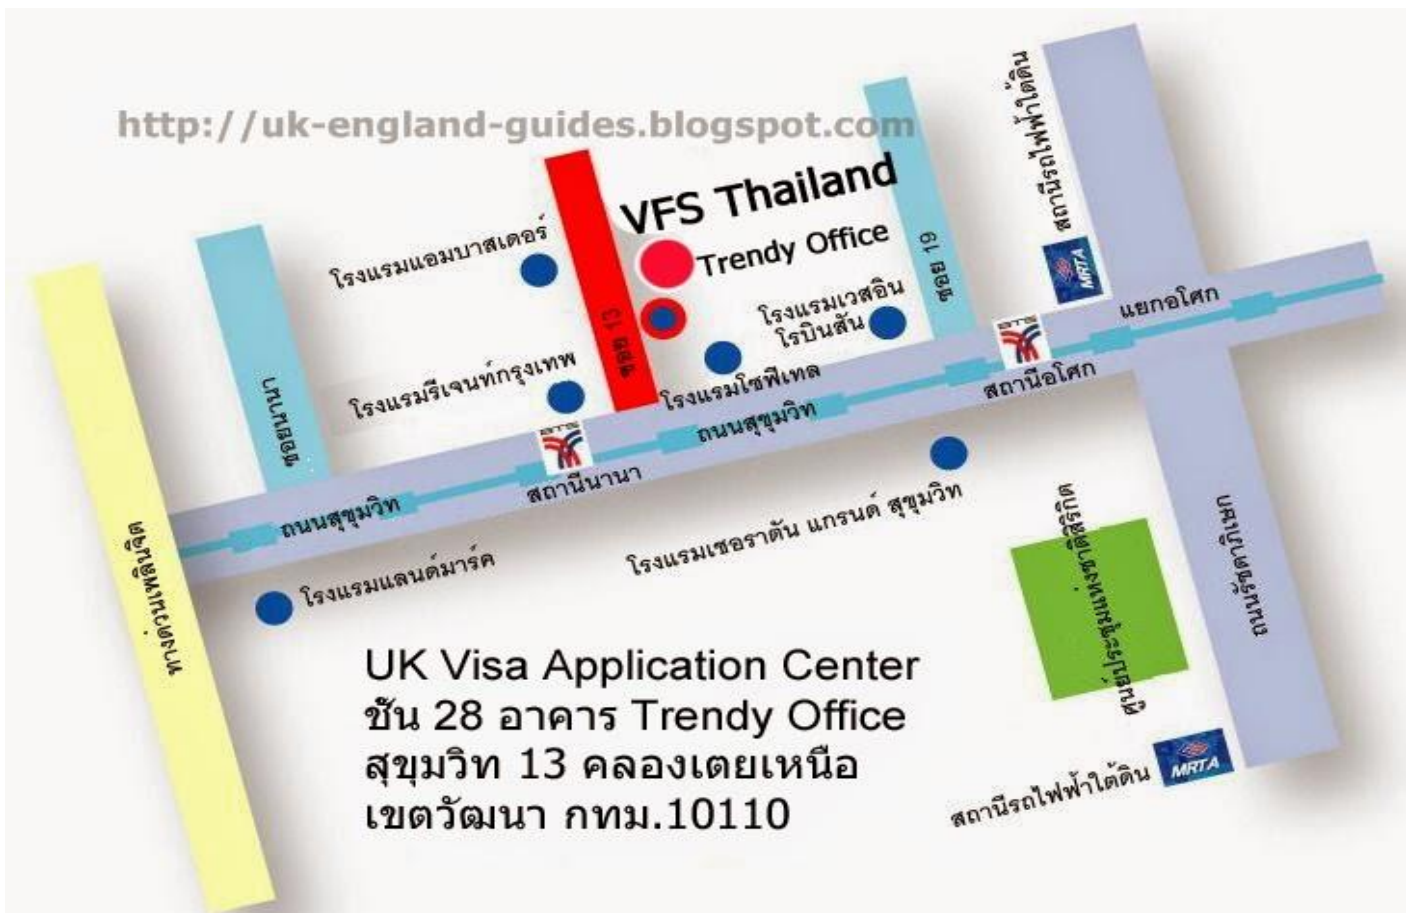 http://uk-england-guides.blogspot.com
VFS Thailand
Trendy Office
โรงแรมแอมบาสเดอร์
ซอย 13
ซอย 19
สถานีรถไฟฟ้าใต้ดิน
MRTA
โรงแรมเวสอิน
โรบินสัน
แยกอโศก
BTS
สถานีอโศก
โรงแรมรีเจนท์กรุงเทพ
โรงแรมโซฟีเทล
ถนนสุขุมวิท
ซอยนานา
BTS
สถานีนานา
ถนนสุขุมวิท
โรงแรมเชอราตัน แกรนด์ สุขุมวิท
โรงแรมแลนด์มาร์ค
ทางด่วนเพลินจิต
ศูนย์ประชุมแห่งชาติสิริกิต
ถนนรัชดาภิเษก
UK Visa Application Center
ชั้น 28 อาคาร Trendy Office
สุขุมวิท 13 คลองเตยเหนือ
เขตวัฒนา กทม.10110
สถานีรถไฟฟ้าใต้ดิน
MRTA